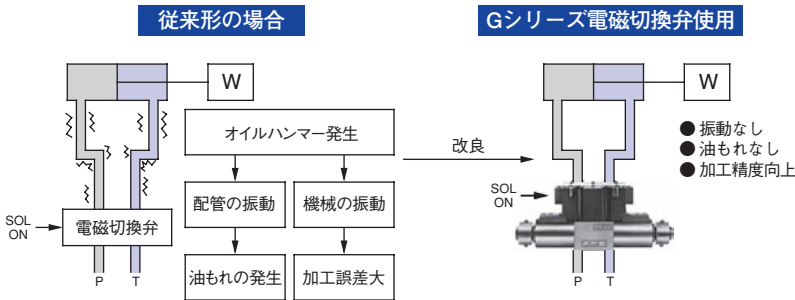 従来形の場合
Gシリーズ電磁切換弁使用
W
オイルハンマー発生
配管の振動
機械の振動
油もれの発生
加工誤差大
SOL
ON
電磁切換弁
P
T
改良
W
● 振動なし
● 油もれなし
● 加工精度向上
SOL
ON
P
T